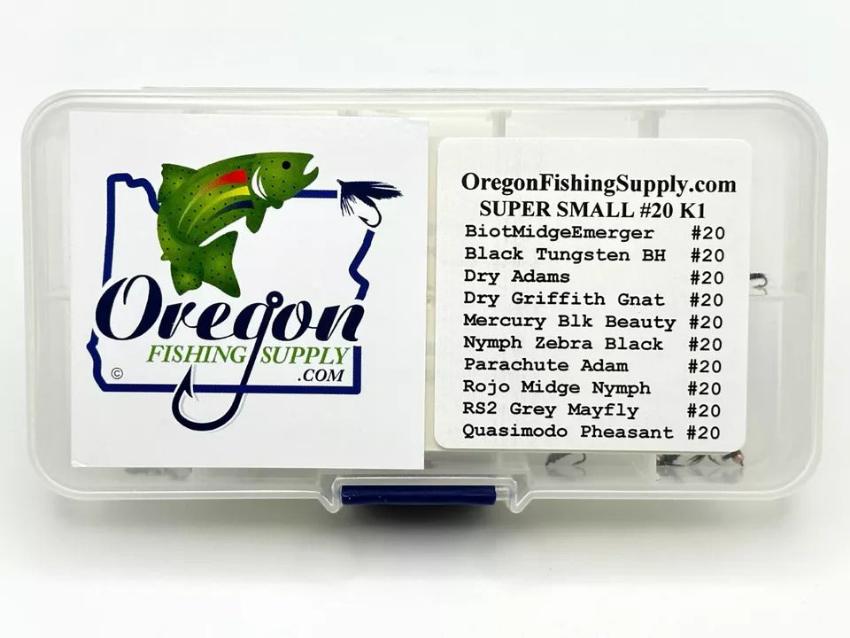 Oregon
FISHING SUPPLY
.COM
©
OregonFishingSupply.com
SUPER SMALL #20 K1
BiotMidgeEmerger #20
Black Tungsten BH #20
Dry Adams #20
Dry Griffith Gnat #20
Mercury Blk Beauty #20
Nymph Zebra Black #20
Parachute Adam #20
Rojo Midge Nymph #20
RS2 Grey Mayfly #20
Quasimodo Pheasant #20